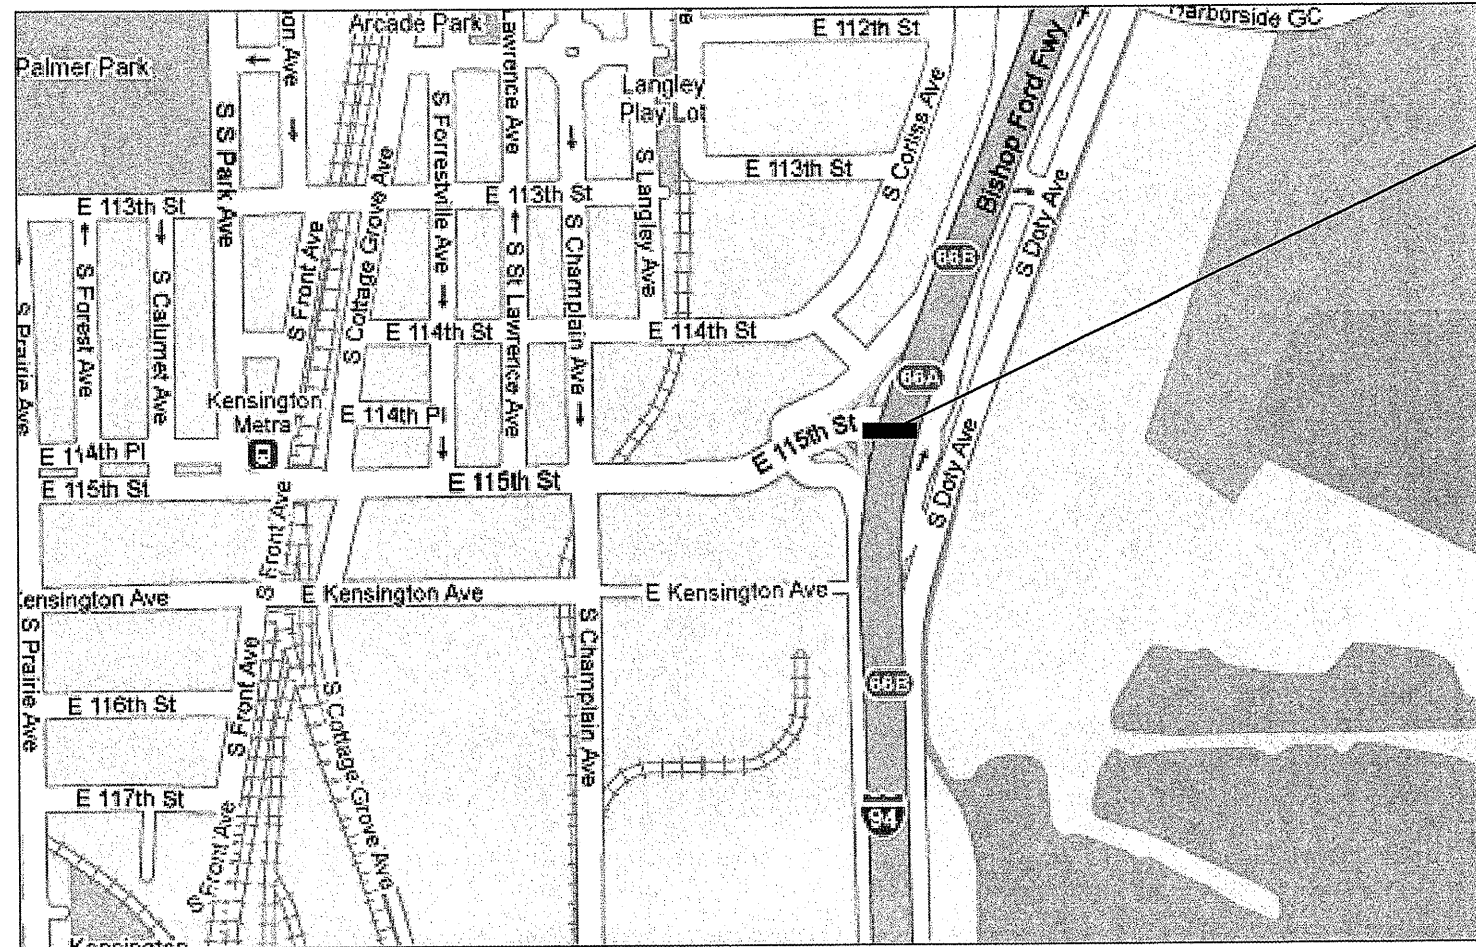 Arcade Park
E 112th St
Harborside GC
Palmer Park
Langley
Play Lot
Lawrence Ave
S Corliss Ave
Bishop Ford Fwy
S S Park Ave
S Forrestville Ave
E 113th St
E 113th St
E 113th St
S Langley Ave
S Doty Ave
S Front Ave
S Cottage Grove Ave
S Champlain Ave
S St Lawrence Ave
S Prairie Ave
S Forest Ave
S Calumet Ave
66B
E 114th St
E 114th St
66A
Kensington
Metra
E 114th Pl
E 114th Pl
E 115th St
E 115th St
E 115th St
S Doty Ave
S Front Ave
Kensington Ave
E Kensington Ave
E Kensington Ave
S Prairie Ave
S Front Ave
S Cottage Grove Ave
S Champlain Ave
66B
E 116th St
E 117th St
94
S Front Ave
Kensington